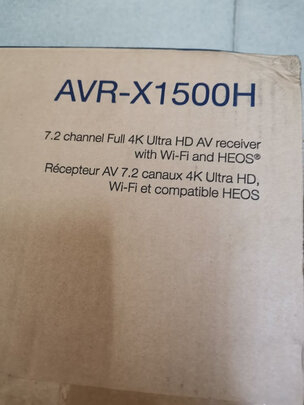 AVR-X1500H
7.2 channel Full 4K Ultra HD AV receiver
with Wi-Fi and HEOS®
Récepteur AV 7.2 canaux 4K Ultra HD,
Wi-Fi et compatible HEOS